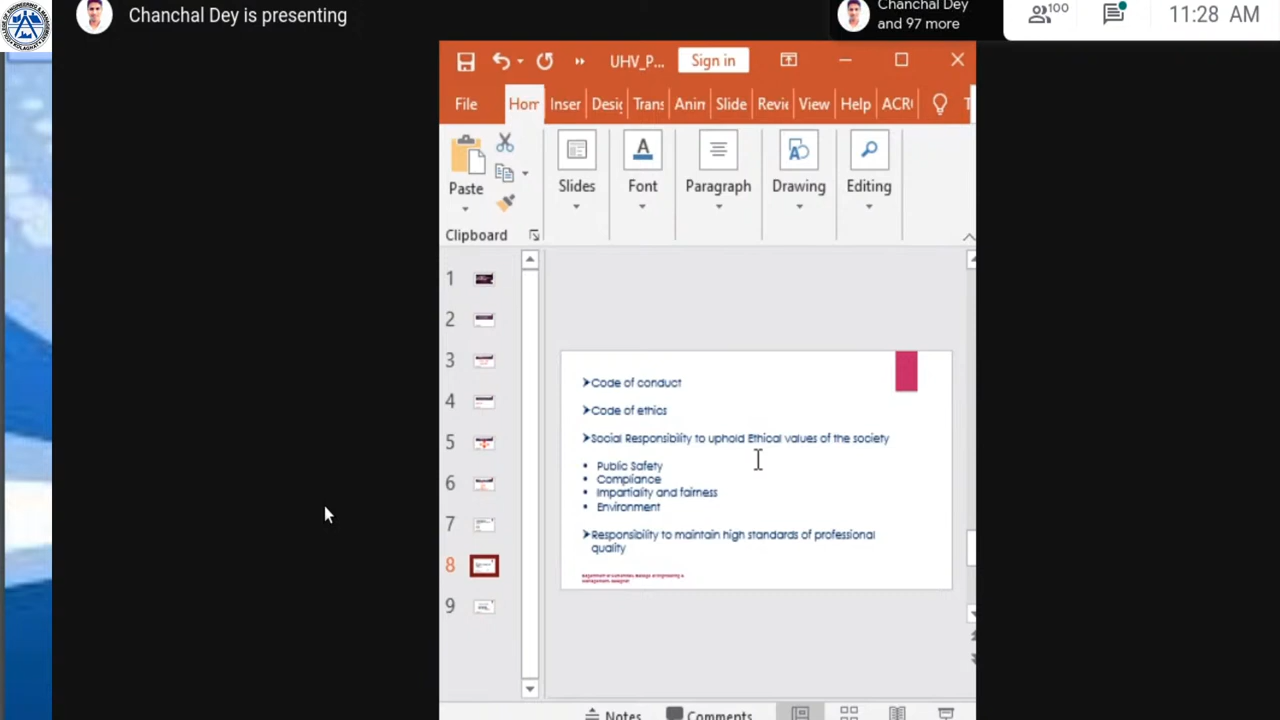 Chanchal Dey is presenting
Chanchal Dey
and 97 more
100
11:28 AM
UHV_P...
Sign in
File
Hom
Inser
Desig
Trans
Anim
Slide
Revie
View
Help
ACRO
Paste
Slides
Font
Paragraph
Drawing
Editing
Clipboard
1
2
3
4
5
6
7
8
9
➤Code of conduct
➤Code of ethics
➤Social Responsibility to uphold Ethical values of the society
• Public Safety
• Compliance
• Impartiality and fairness
• Environment
➤Responsibility to maintain high standards of professional
quality
Notes
Comments